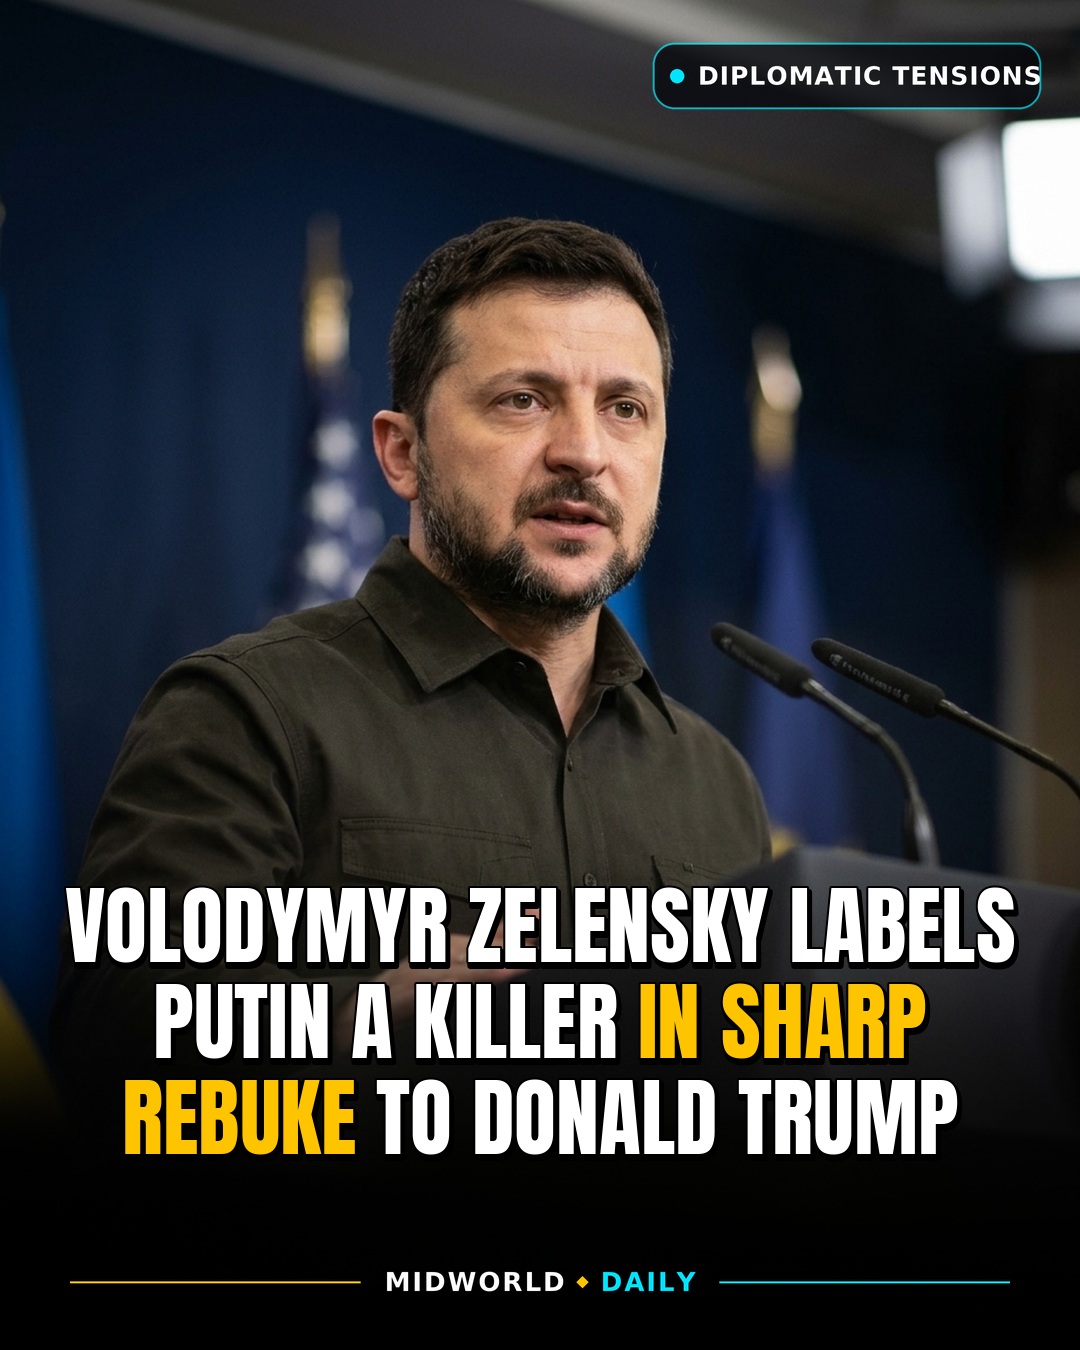 DIPLOMATIC TENSIONS
VOLODYMYR ZELENSKY LABELS
PUTIN A KILLER IN SHARP
REBUKE TO DONALD TRUMP
MIDWORLD DAILY